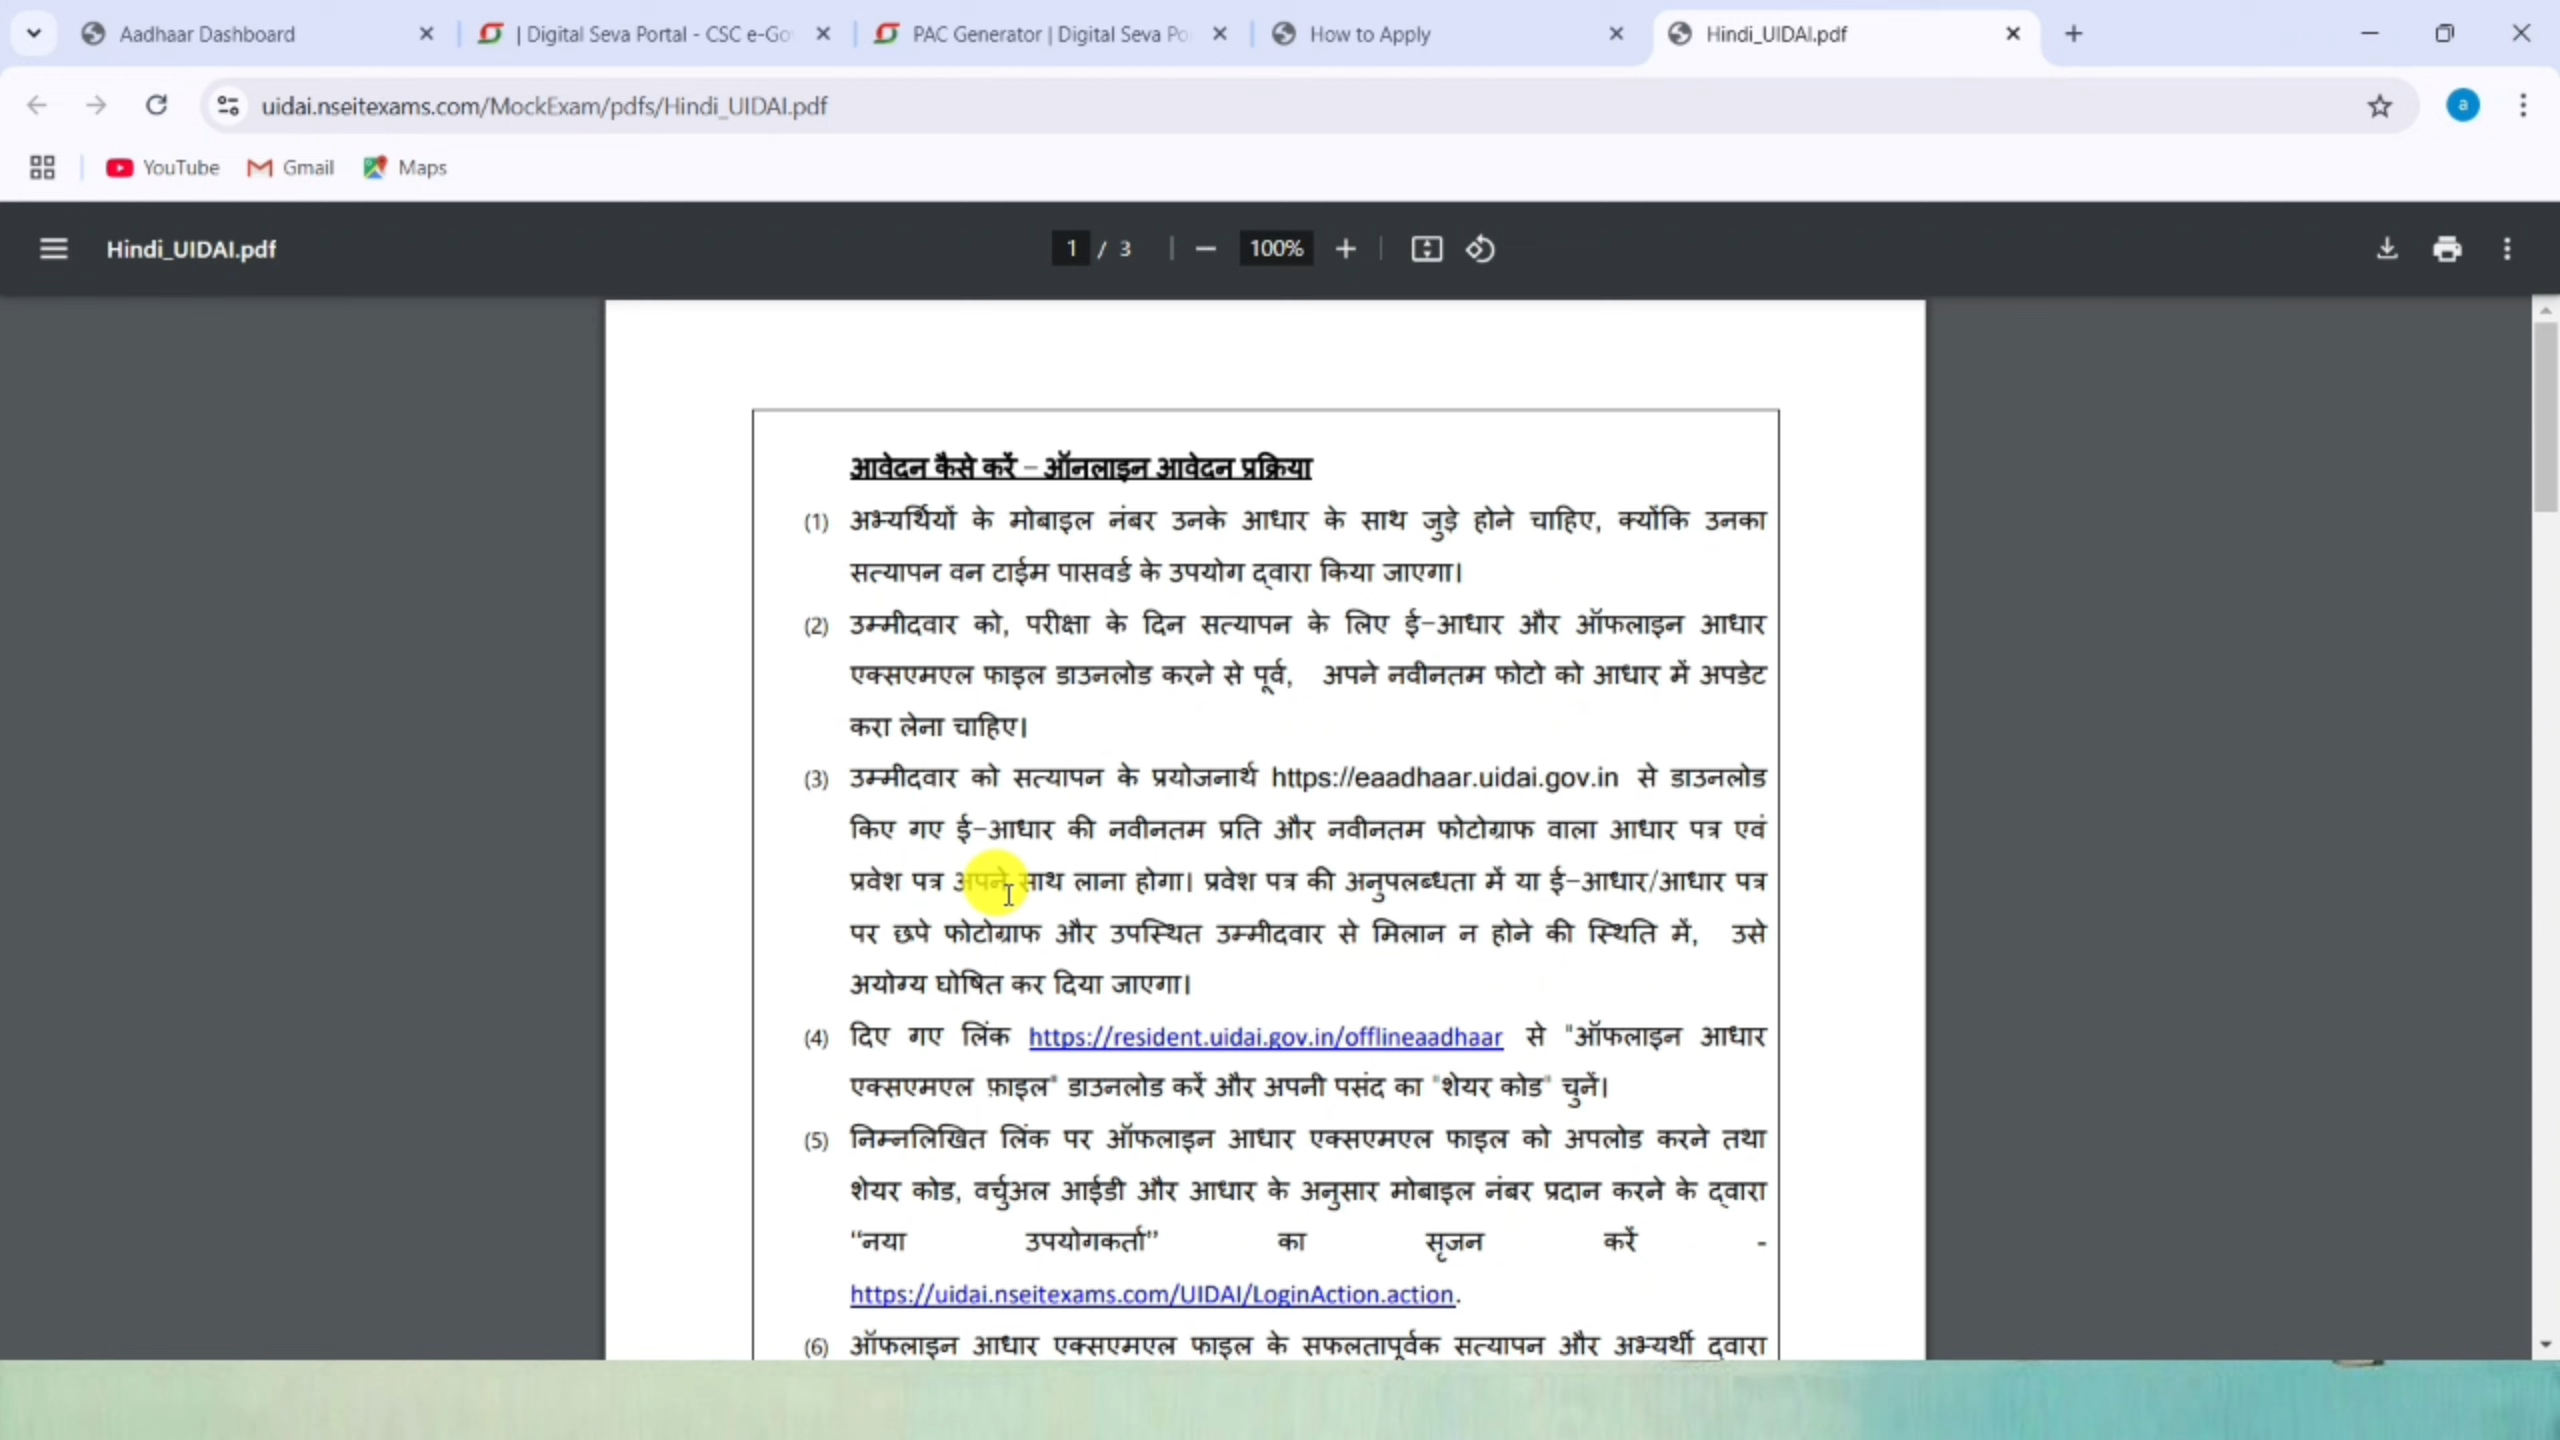 Aadhaar Dashboard
| Digital Seva Portal - CSC e-Go
PAC Generator | Digital Seva Po
How to Apply
Hindi_UIDAI.pdf
uidai.nseitexams.com/MockExam/pdfs/Hindi_UIDAI.pdf
a
YouTube
Gmail
Maps
Hindi_UIDAI.pdf
1 / 3
100%
आवेदन कैसे करें – ऑनलाइन आवेदन प्रक्रिया
(1) अभ्यर्थियों के मोबाइल नंबर उनके आधार के साथ जुड़े होने चाहिए, क्योंकि उनका
सत्यापन वन टाईम पासवर्ड के उपयोग द्वारा किया जाएगा।
(2) उम्मीदवार को, परीक्षा के दिन सत्यापन के लिए ई-आधार और ऑफलाइन आधार
एक्सएमएल फाइल डाउनलोड करने से पूर्व, अपने नवीनतम फोटो को आधार में अपडेट
करा लेना चाहिए।
(3) उम्मीदवार को सत्यापन के प्रयोजनार्थ https://eaadhaar.uidai.gov.in से डाउनलोड
किए गए ई-आधार की नवीनतम प्रति और नवीनतम फोटोग्राफ वाला आधार पत्र एवं
प्रवेश पत्र अपने साथ लाना होगा। प्रवेश पत्र की अनुपलब्धता में या ई-आधार/आधार पत्र
पर छपे फोटोग्राफ और उपस्थित उम्मीदवार से मिलान न होने की स्थिति में, उसे
अयोग्य घोषित कर दिया जाएगा।
(4) दिए गए लिंक https://resident.uidai.gov.in/offlineaadhaar से "ऑफलाइन आधार
एक्सएमएल फ़ाइल" डाउनलोड करें और अपनी पसंद का "शेयर कोड" चुनें।
(5) निम्नलिखित लिंक पर ऑफलाइन आधार एक्सएमएल फाइल को अपलोड करने तथा
शेयर कोड, वर्चुअल आईडी और आधार के अनुसार मोबाइल नंबर प्रदान करने के द्वारा
“नया उपयोगकर्ता” का सृजन करें -
https://uidai.nseitexams.com/UIDAI/LoginAction.action.
(6) ऑफलाइन आधार एक्सएमएल फाइल के सफलतापूर्वक सत्यापन और अभ्यर्थी द्वारा